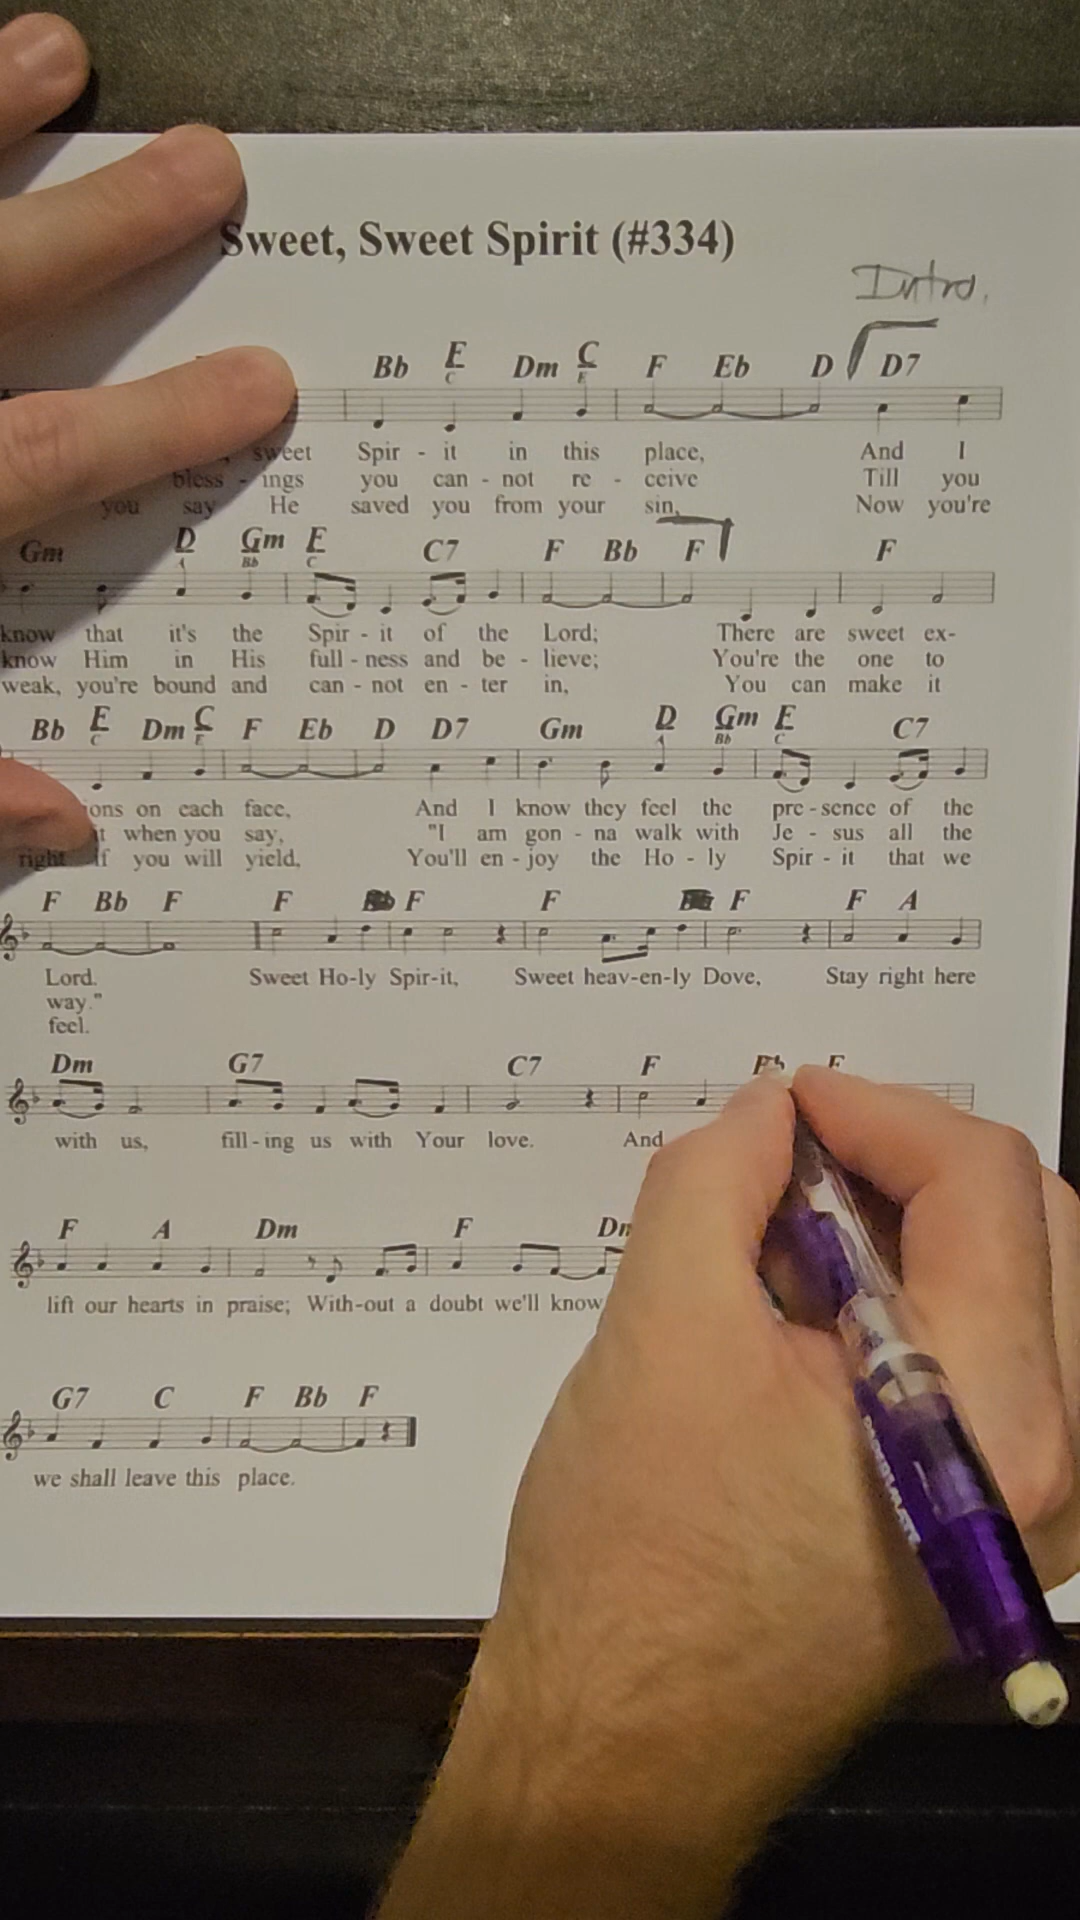 Sweet, Sweet Spirit (#334)
Intro.
Bb F/C Dm C/E F Eb D D7
sweet Spir - it in this place, And I
bless - ings you can - not re - ceive Till you
you say He saved you from your sin, Now you're
Gm D/A Gm/Bb F/C C7 F Bb F F
know that it's the Spir - it of the Lord; There are sweet ex-
know Him in His full - ness and be - lieve; You're the one to
weak, you're bound and can - not en - ter in, You can make it
Bb F/C Dm C/E F Eb D D7 Gm D/A Gm/Bb F/C C7
ions on each face, And I know they feel the pre - sence of the
it when you say, "I am gon - na walk with Je - sus all the
right If you will yield, You'll en - joy the Ho - ly Spir - it that we
F Bb F F F F F F A
Lord. Sweet Ho-ly Spir-it, Sweet heav-en-ly Dove, Stay right here
way."
feel.
Dm G7 C7 F Bb F
with us, fill-ing us with Your love. And
F A Dm F
lift our hearts in praise; With-out a doubt we'll know
G7 C F Bb F
we shall leave this place.